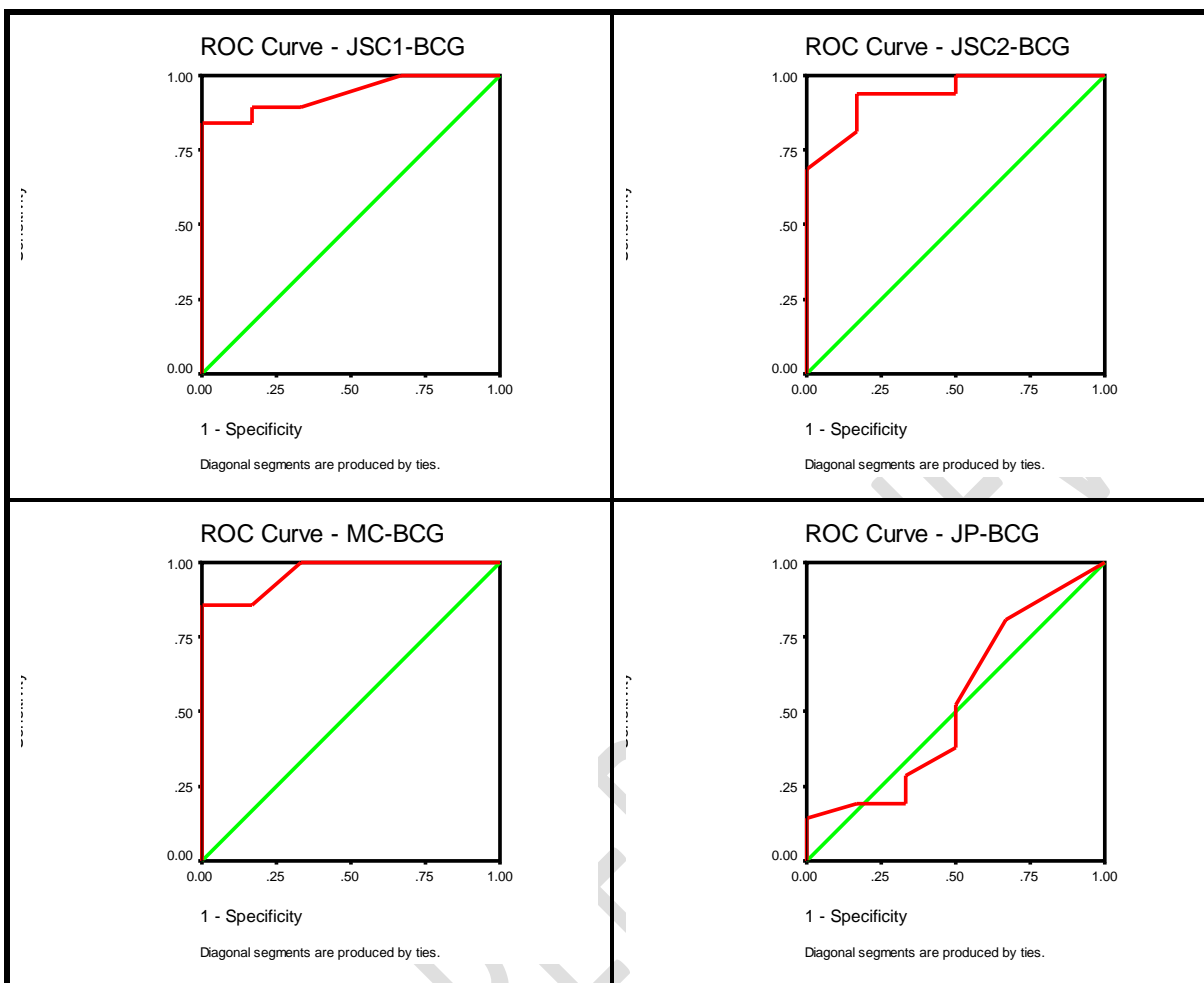 ROC Curve - JSC1-BCG
1.00
.75
.50
.25
0.00
0.00 .25 .50 .75 1.00
1 - Specificity
Diagonal segments are produced by ties.
ROC Curve - JSC2-BCG
1.00
.75
.50
.25
0.00
0.00 .25 .50 .75 1.00
1 - Specificity
Diagonal segments are produced by ties.
ROC Curve - MC-BCG
1.00
.75
.50
.25
0.00
0.00 .25 .50 .75 1.00
1 - Specificity
Diagonal segments are produced by ties.
ROC Curve - JP-BCG
1.00
.75
.50
.25
0.00
0.00 .25 .50 .75 1.00
1 - Specificity
Diagonal segments are produced by ties.